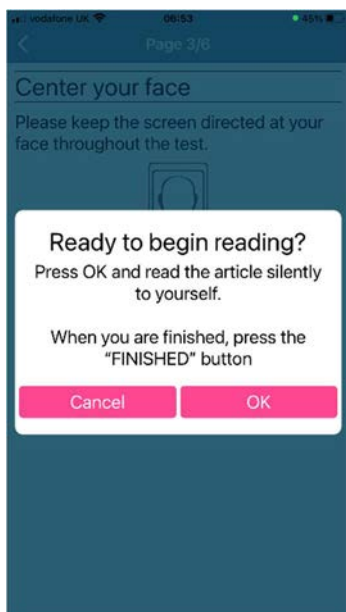 vodafone UK 06:53 45%
Page 3/6
Center your face
Please keep the screen directed at your
face throughout the test.
Ready to begin reading?
Press OK and read the article silently
to yourself.
When you are finished, press the
“FINISHED” button
Cancel OK